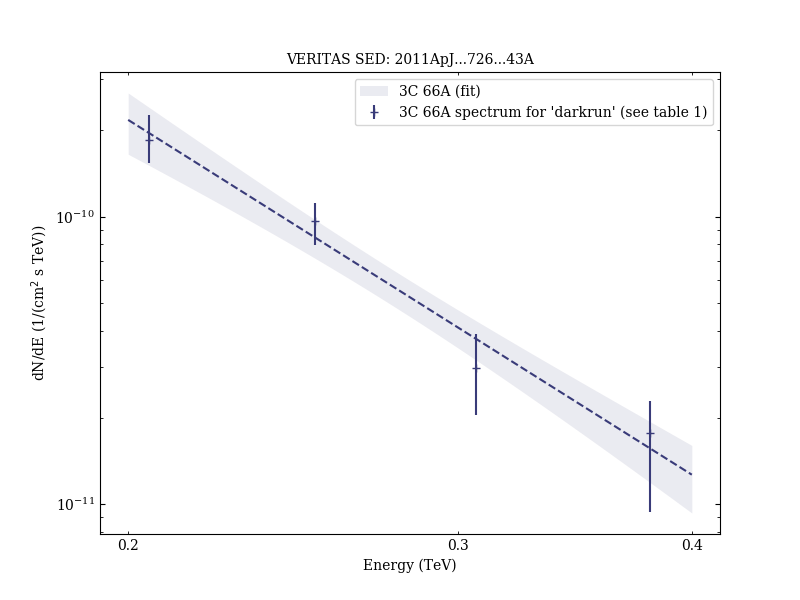 VERITAS SED: 2011ApJ...726...43A
3C 66A (fit)
3C 66A spectrum for 'darkrun' (see table 1)
dN/dE (1/(cm² s TeV))
10⁻¹⁰
10⁻¹¹
0.2 0.3 0.4
Energy (TeV)